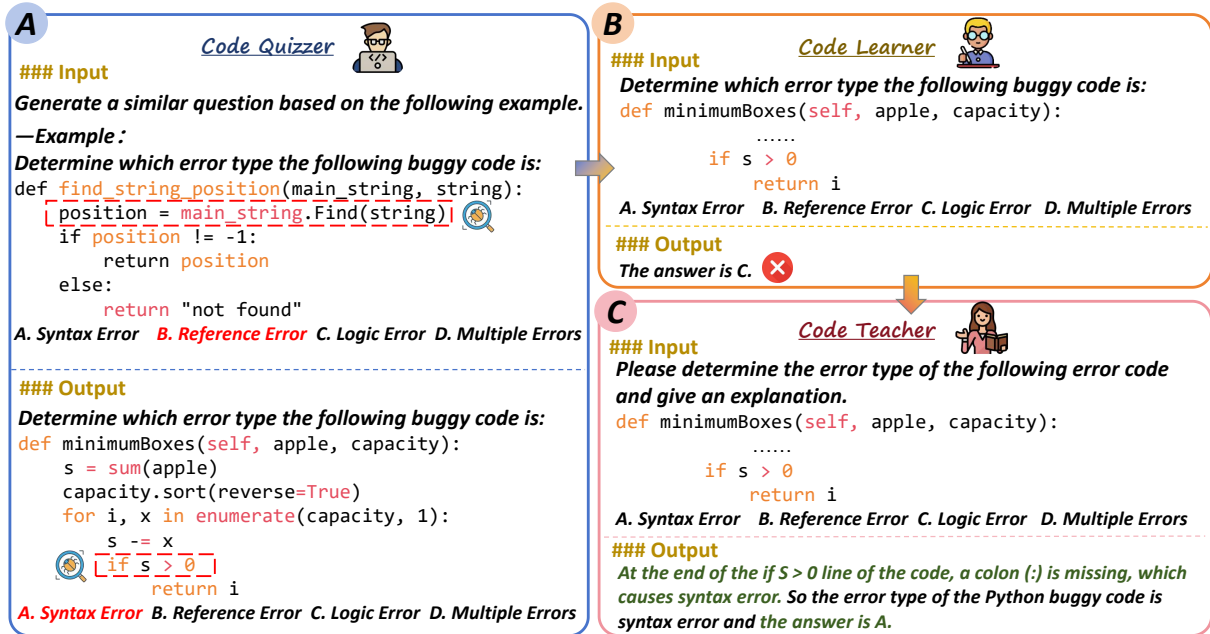 A
Code Quizzer
### Input
Generate a similar question based on the following example.
—Example：
Determine which error type the following buggy code is:
def find_string_position(main_string, string):
position = main_string.Find(string)
if position != -1:
return position
else:
return "not found"
A. Syntax Error B. Reference Error C. Logic Error D. Multiple Errors
### Output
Determine which error type the following buggy code is:
def minimumBoxes(self, apple, capacity):
s = sum(apple)
capacity.sort(reverse=True)
for i, x in enumerate(capacity, 1):
s -= x
if s > 0
return i
A. Syntax Error B. Reference Error C. Logic Error D. Multiple Errors
B
Code Learner
### Input
Determine which error type the following buggy code is:
def minimumBoxes(self, apple, capacity):
......
if s > 0
return i
A. Syntax Error B. Reference Error C. Logic Error D. Multiple Errors
### Output
The answer is C.
C
Code Teacher
### Input
Please determine the error type of the following error code
and give an explanation.
def minimumBoxes(self, apple, capacity):
......
if s > 0
return i
A. Syntax Error B. Reference Error C. Logic Error D. Multiple Errors
### Output
At the end of the if S > 0 line of the code, a colon (:) is missing, which
causes syntax error. So the error type of the Python buggy code is
syntax error and the answer is A.